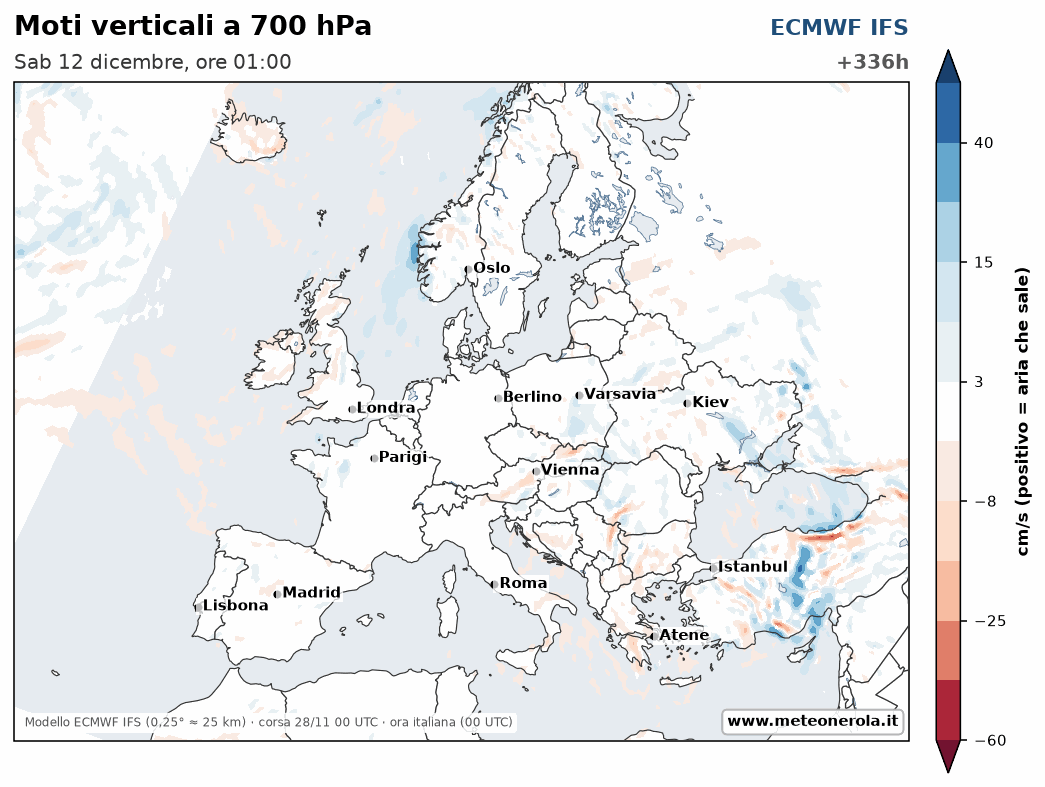 Moti verticali a 700 hPa
ECMWF IFS
Sab 12 dicembre, ore 01:00
+336h
40
15
3
−8
−25
−60
cm/s (positivo = aria che sale)
Oslo
Londra
Berlino
Varsavia
Kiev
Parigi
Vienna
Istanbul
Roma
Madrid
Lisbona
Atene
Modello ECMWF IFS (0,25° ≈ 25 km) · corsa 28/11 00 UTC · ora italiana (00 UTC)
www.meteonerola.it